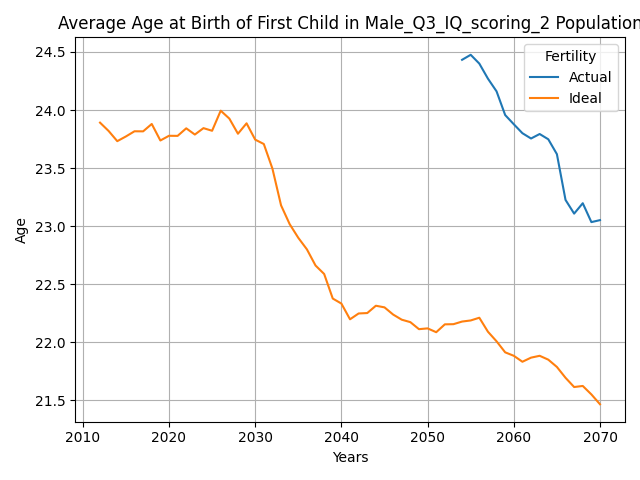 Average Age at Birth of First Child in Male_Q3_IQ_scoring_2 Population
Fertility
Actual
Ideal
24.5
24.0
23.5
23.0
22.5
22.0
21.5
Age
2010 2020 2030 2040 2050 2060 2070
Years